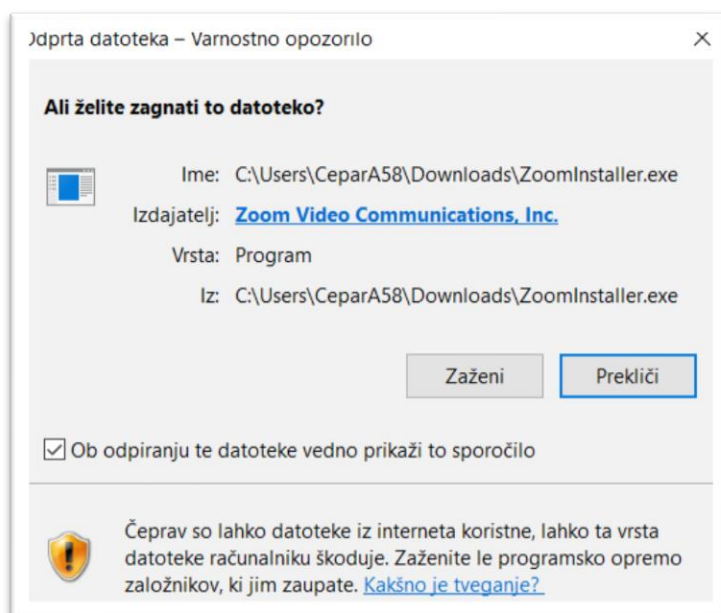 Odprta datoteka – Varnostno opozorilo
Ali želite zagnati to datoteko?
Ime: C:\Users\CeparA58\Downloads\ZoomInstaller.exe
Izdajatelj: Zoom Video Communications, Inc.
Vrsta: Program
Iz: C:\Users\CeparA58\Downloads\ZoomInstaller.exe
Zaženi Prekliči
Ob odpiranju te datoteke vedno prikaži to sporočilo
Čeprav so lahko datoteke iz interneta koristne, lahko ta vrsta
datoteke računalniku škoduje. Zaženite le programsko opremo
založnikov, ki jim zaupate. Kakšno je tveganje?